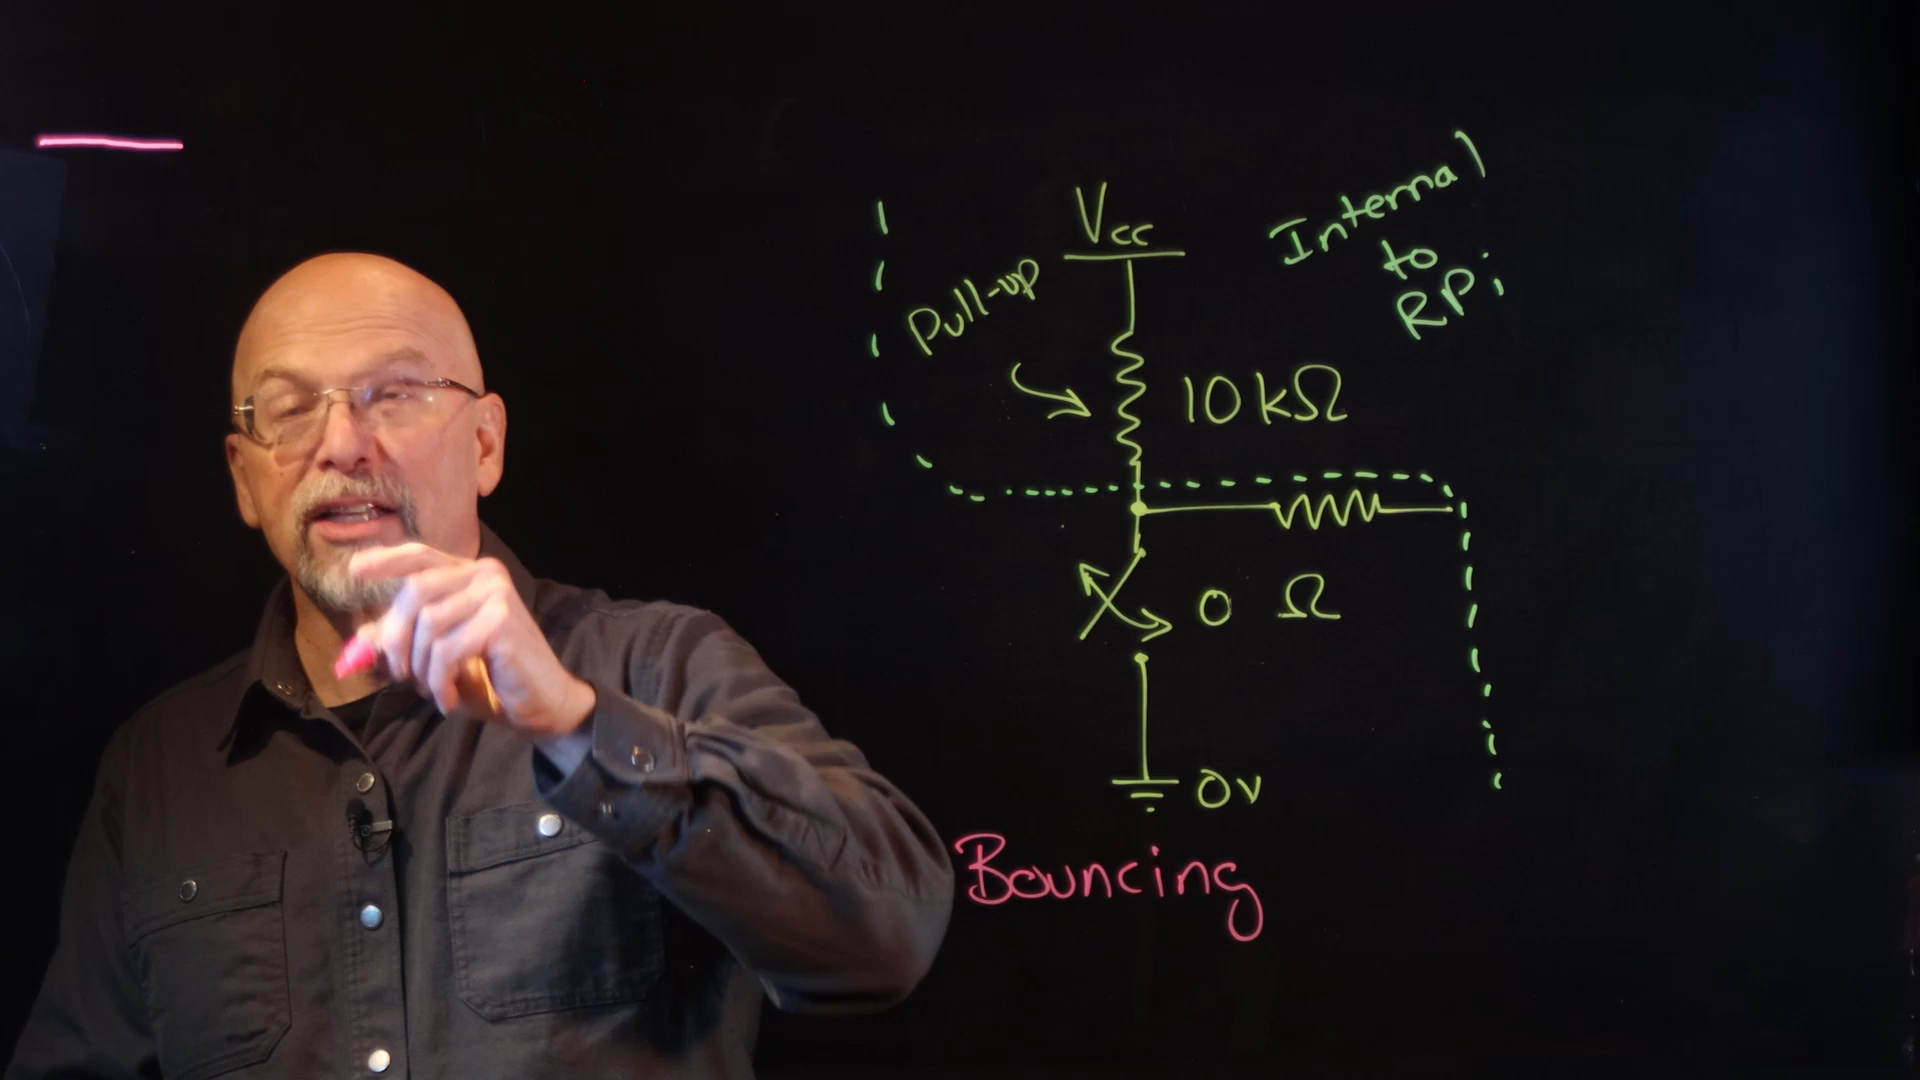 Vcc
Pull-up
Internal
to
RPi
10 kΩ
0 Ω
0v
Bouncing